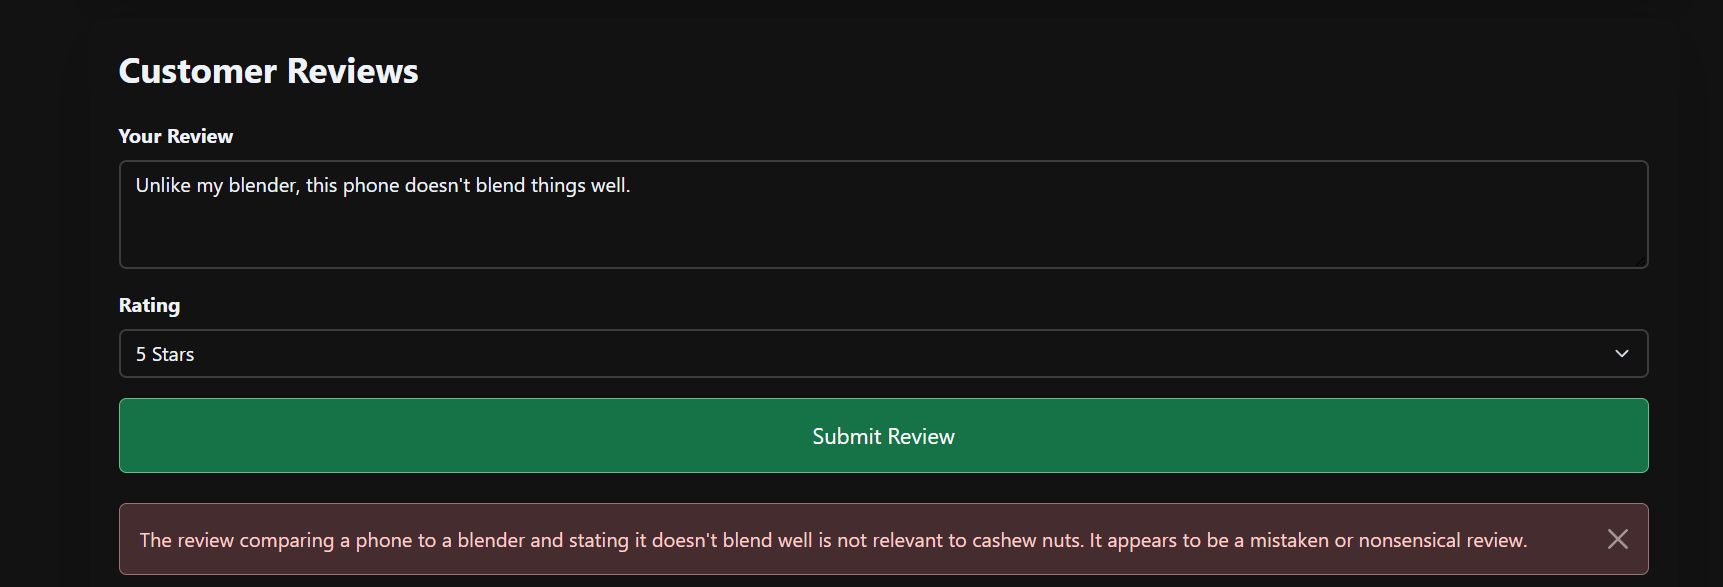 Customer Reviews
Your Review
Unlike my blender, this phone doesn't blend things well.
Rating
5 Stars
Submit Review
The review comparing a phone to a blender and stating it doesn't blend well is not relevant to cashew nuts. It appears to be a mistaken or nonsensical review.